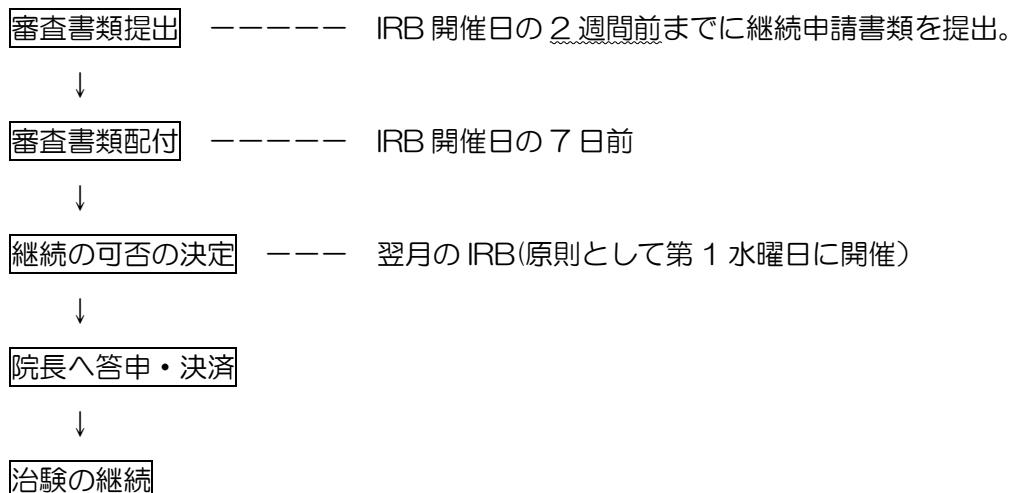 審査書類提出 ーーーーー IRB 開催日の 2 週間前までに継続申請書類を提出。
↓
審査書類配付 ーーーーー IRB 開催日の 7 日前
↓
継続の可否の決定 ーーー 翌月の IRB(原則として第 1 水曜日に開催)
↓
院長へ答申・決済
↓
治験の継続